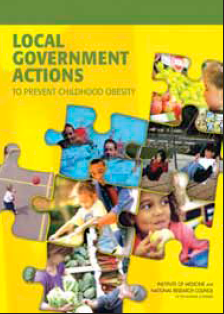 LOCAL
GOVERNMENT
ACTIONS
TO PREVENT CHILDHOOD OBESITY
INSTITUTE OF MEDICINE AND
NATIONAL RESEARCH COUNCIL